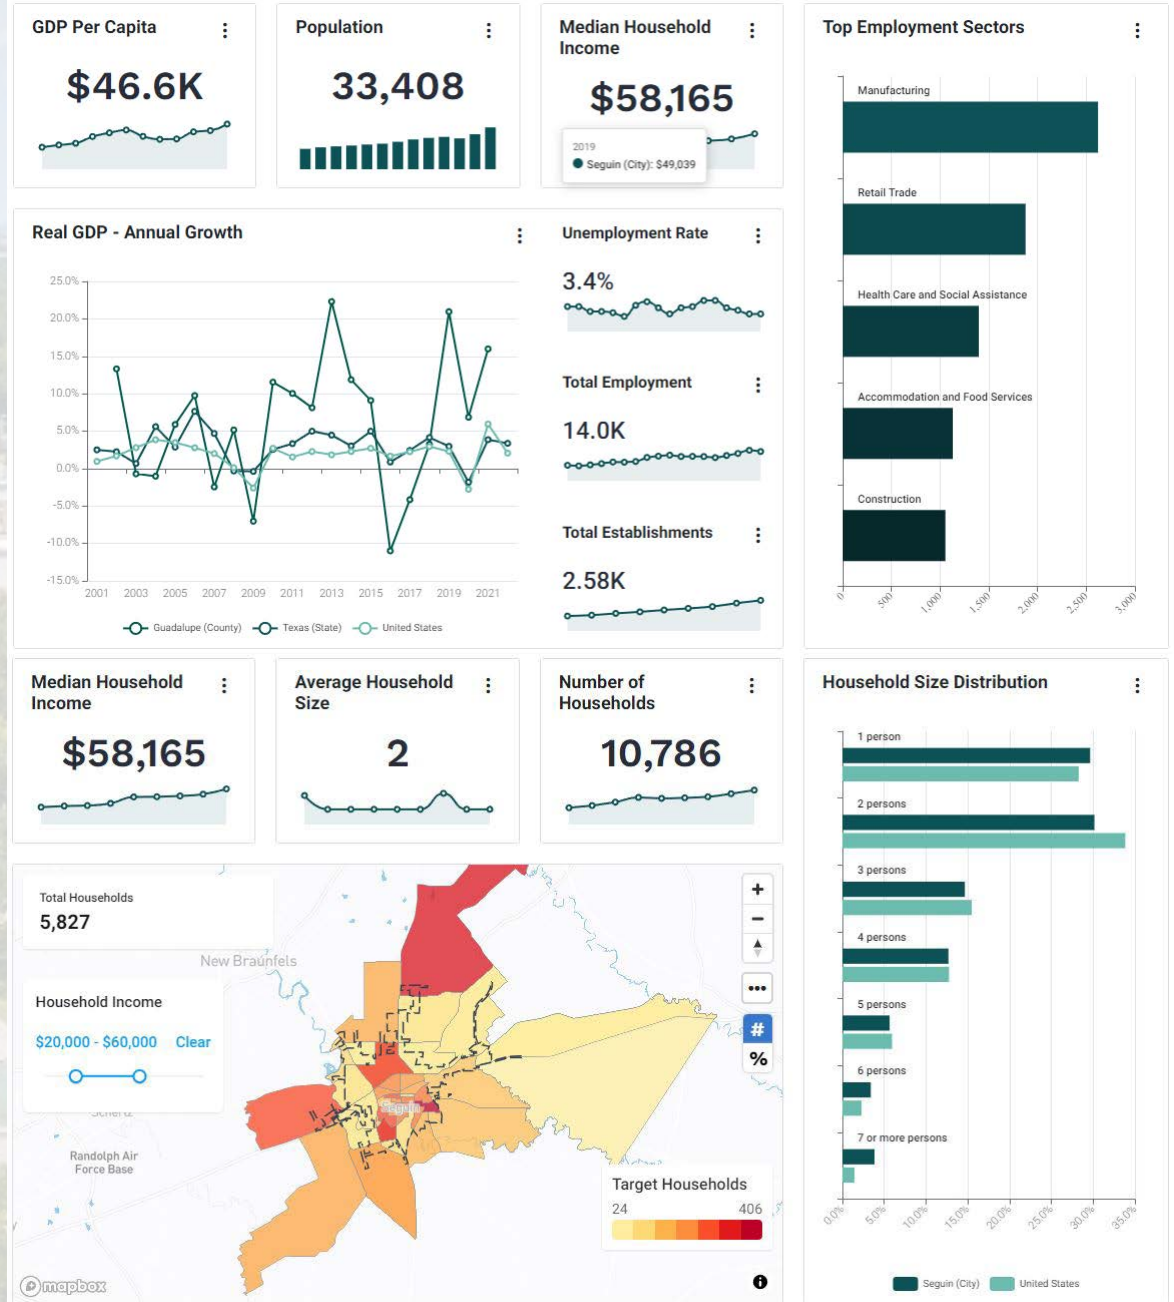 GDP Per Capita
$46.6K
Population
33,408
Median Household
Income
$58,165
2019
Seguin (City): $49,039
Top Employment Sectors
Manufacturing
Retail Trade
Health Care and Social Assistance
Accommodation and Food Services
Construction
0
500
1,000
1,500
2,000
2,500
3,000
Real GDP - Annual Growth
25.0%
20.0%
15.0%
10.0%
5.0%
0.0%
-5.0%
-10.0%
-15.0%
2001 2003 2005 2007 2009 2011 2013 2015 2017 2019 2021
Guadalupe (County) Texas (State) United States
Unemployment Rate
3.4%
Total Employment
14.0K
Total Establishments
2.58K
Median Household
Income
$58,165
Average Household
Size
2
Number of
Households
10,786
Household Size Distribution
1 person
2 persons
3 persons
4 persons
5 persons
6 persons
7 or more persons
0.0%
5.0%
10.0%
15.0%
20.0%
25.0%
30.0%
35.0%
Seguin (City) United States
Total Households
5,827
New Braunfels
Household Income
$20,000 - $60,000 Clear
Seguin
Randolph Air
Force Base
+
−
#
%
Target Households
24 406
mapbox